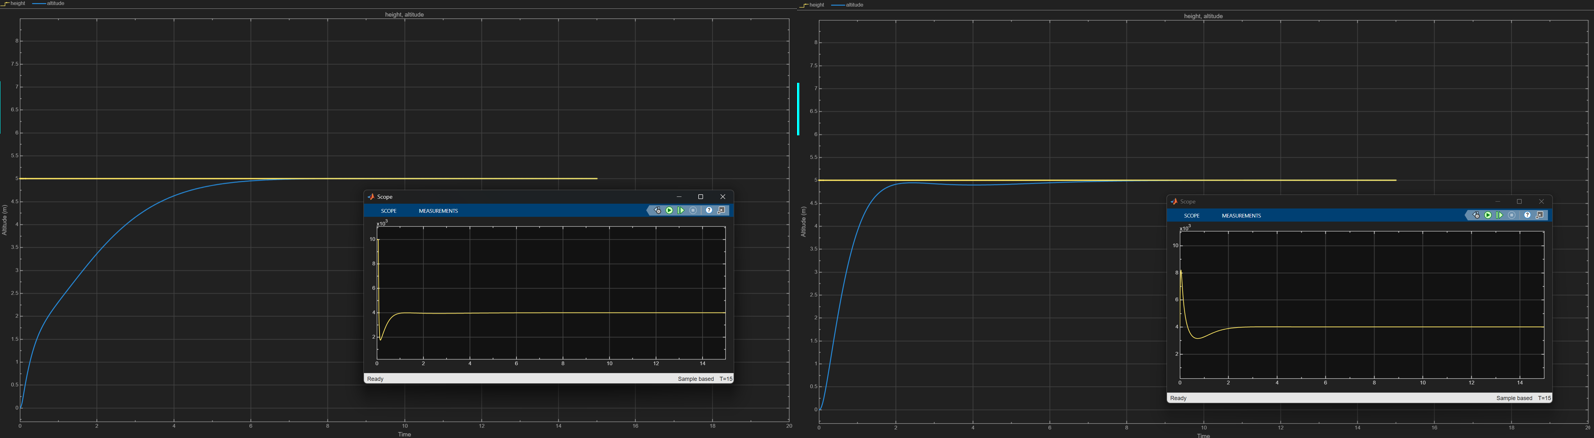 height altitude
height, altitude
8
7.5
7
6.5
6
5.5
5
4.5
4
3.5
3
2.5
2
1.5
1
0.5
0
Altitude (m)
0 2 4 6 8 10 12 14 16 18 20
Time
Scope
SCOPE MEASUREMENTS
×10³
10
8
6
4
2
0 2 4 6 8 10 12 14
Ready Sample based T=15
height altitude
height, altitude
8
7.5
7
6.5
6
5.5
5
4.5
4
3.5
3
2.5
2
1.5
1
0.5
0
Altitude (m)
0 2 4 6 8 10 12 14 16 18 20
Time
Scope
SCOPE MEASUREMENTS
×10³
10
8
6
4
2
0 2 4 6 8 10 12 14
Ready Sample based T=15